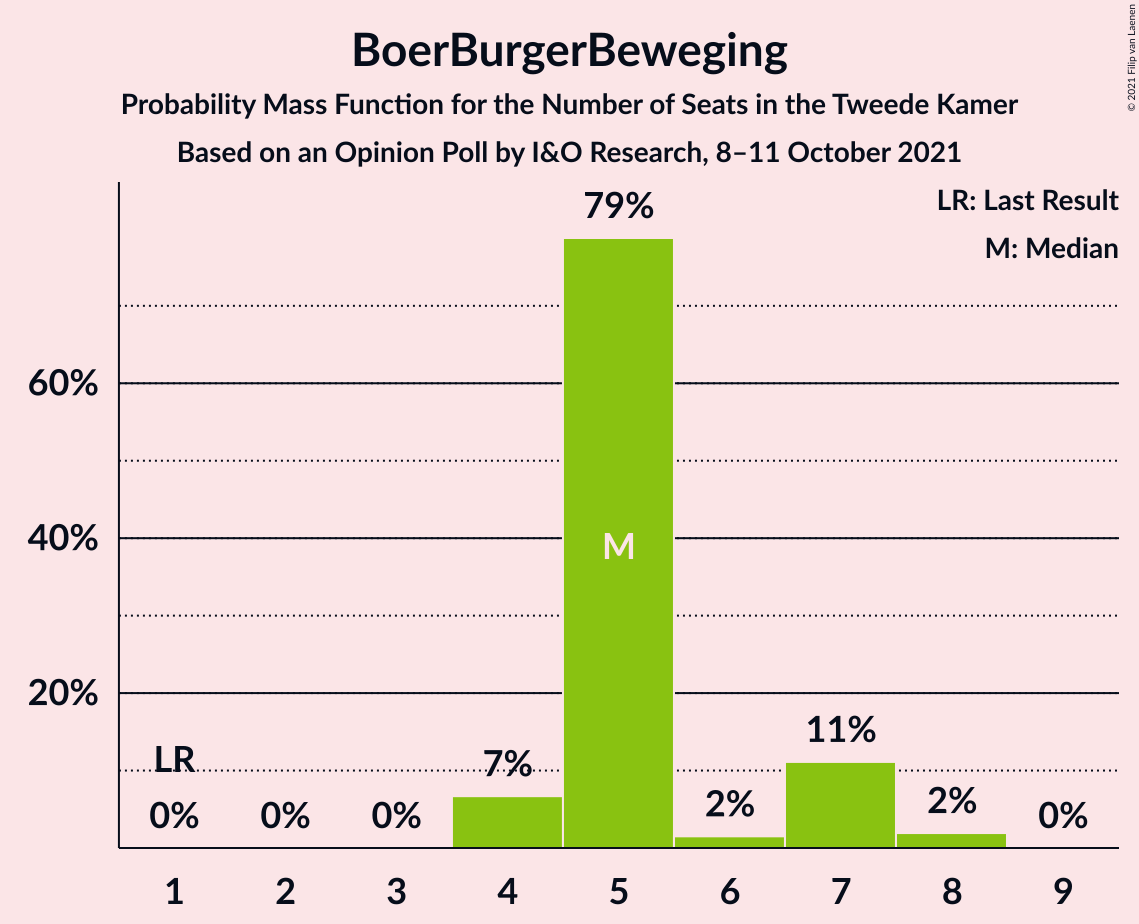 BoerBurgerBeweging
Probability Mass Function for the Number of Seats in the Tweede Kamer
Based on an Opinion Poll by I&O Research, 8–11 October 2021
© 2021 Filip van Laenen
LR: Last Result
M: Median
79%
60%
40%
20%
M
LR
0%
0%
0%
7%
2%
11%
2%
0%
1 2 3 4 5 6 7 8 9